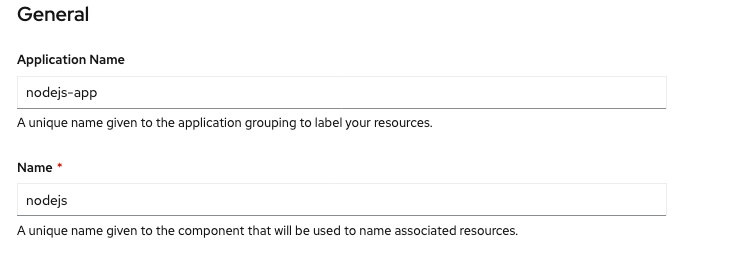 General
Application Name
nodejs-app
A unique name given to the application grouping to label your resources.
Name *
nodejs
A unique name given to the component that will be used to name associated resources.